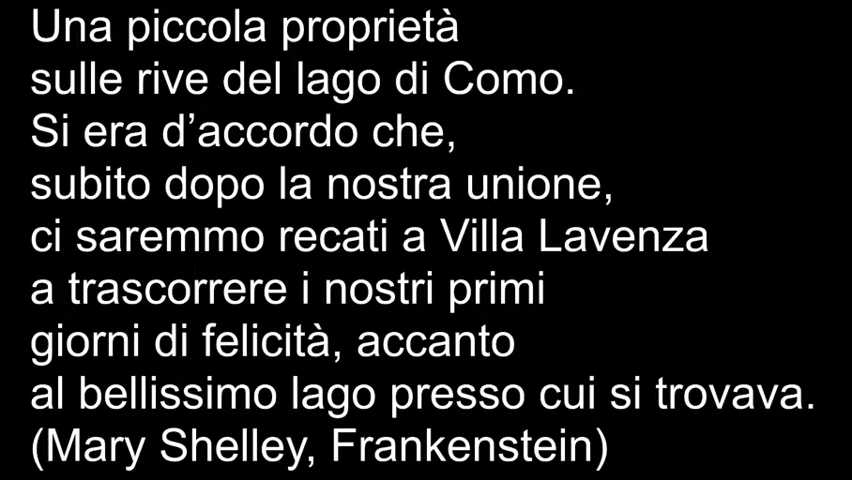 Una piccola proprietà
sulle rive del lago di Como.
Si era d’accordo che,
subito dopo la nostra unione,
ci saremmo recati a Villa Lavenza
a trascorrere i nostri primi
giorni di felicità, accanto
al bellissimo lago presso cui si trovava.
(Mary Shelley, Frankenstein)